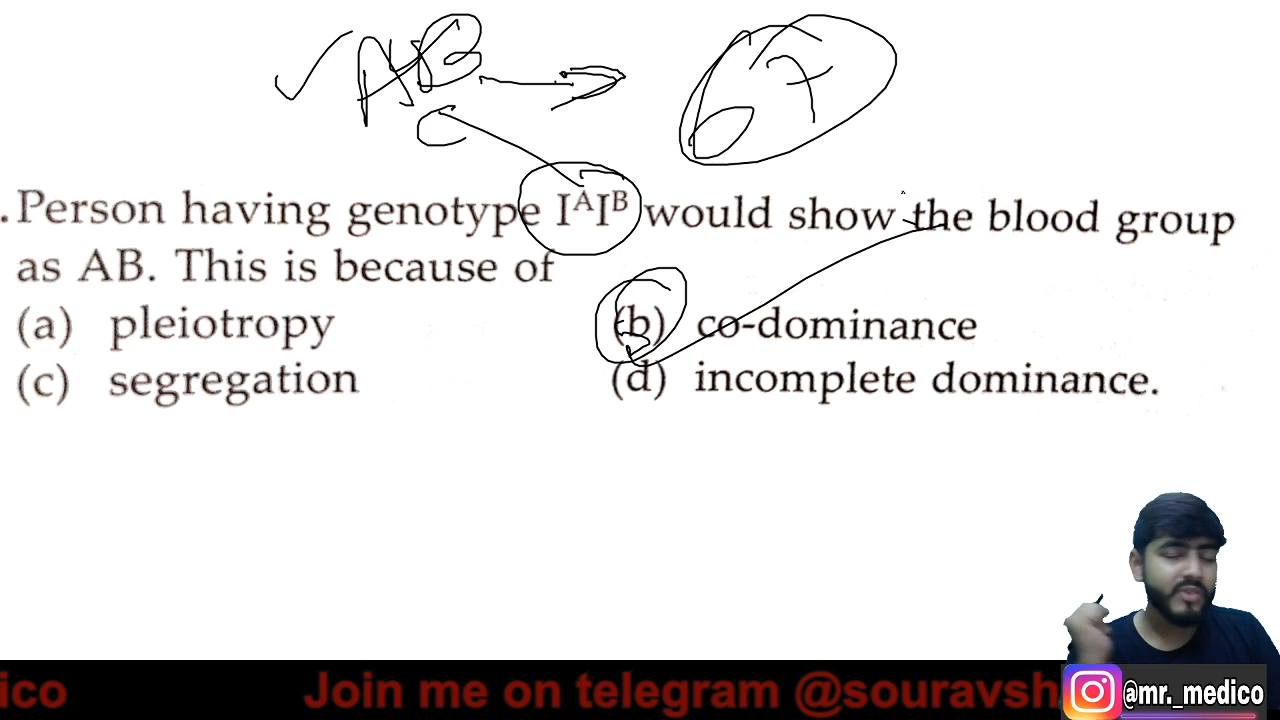 AB
.Person having genotype IᴬIᴮ would show the blood group
as AB. This is because of
(a) pleiotropy (b) co-dominance
(c) segregation (d) incomplete dominance.
ico Join me on telegram @souravsh
@mr._medico